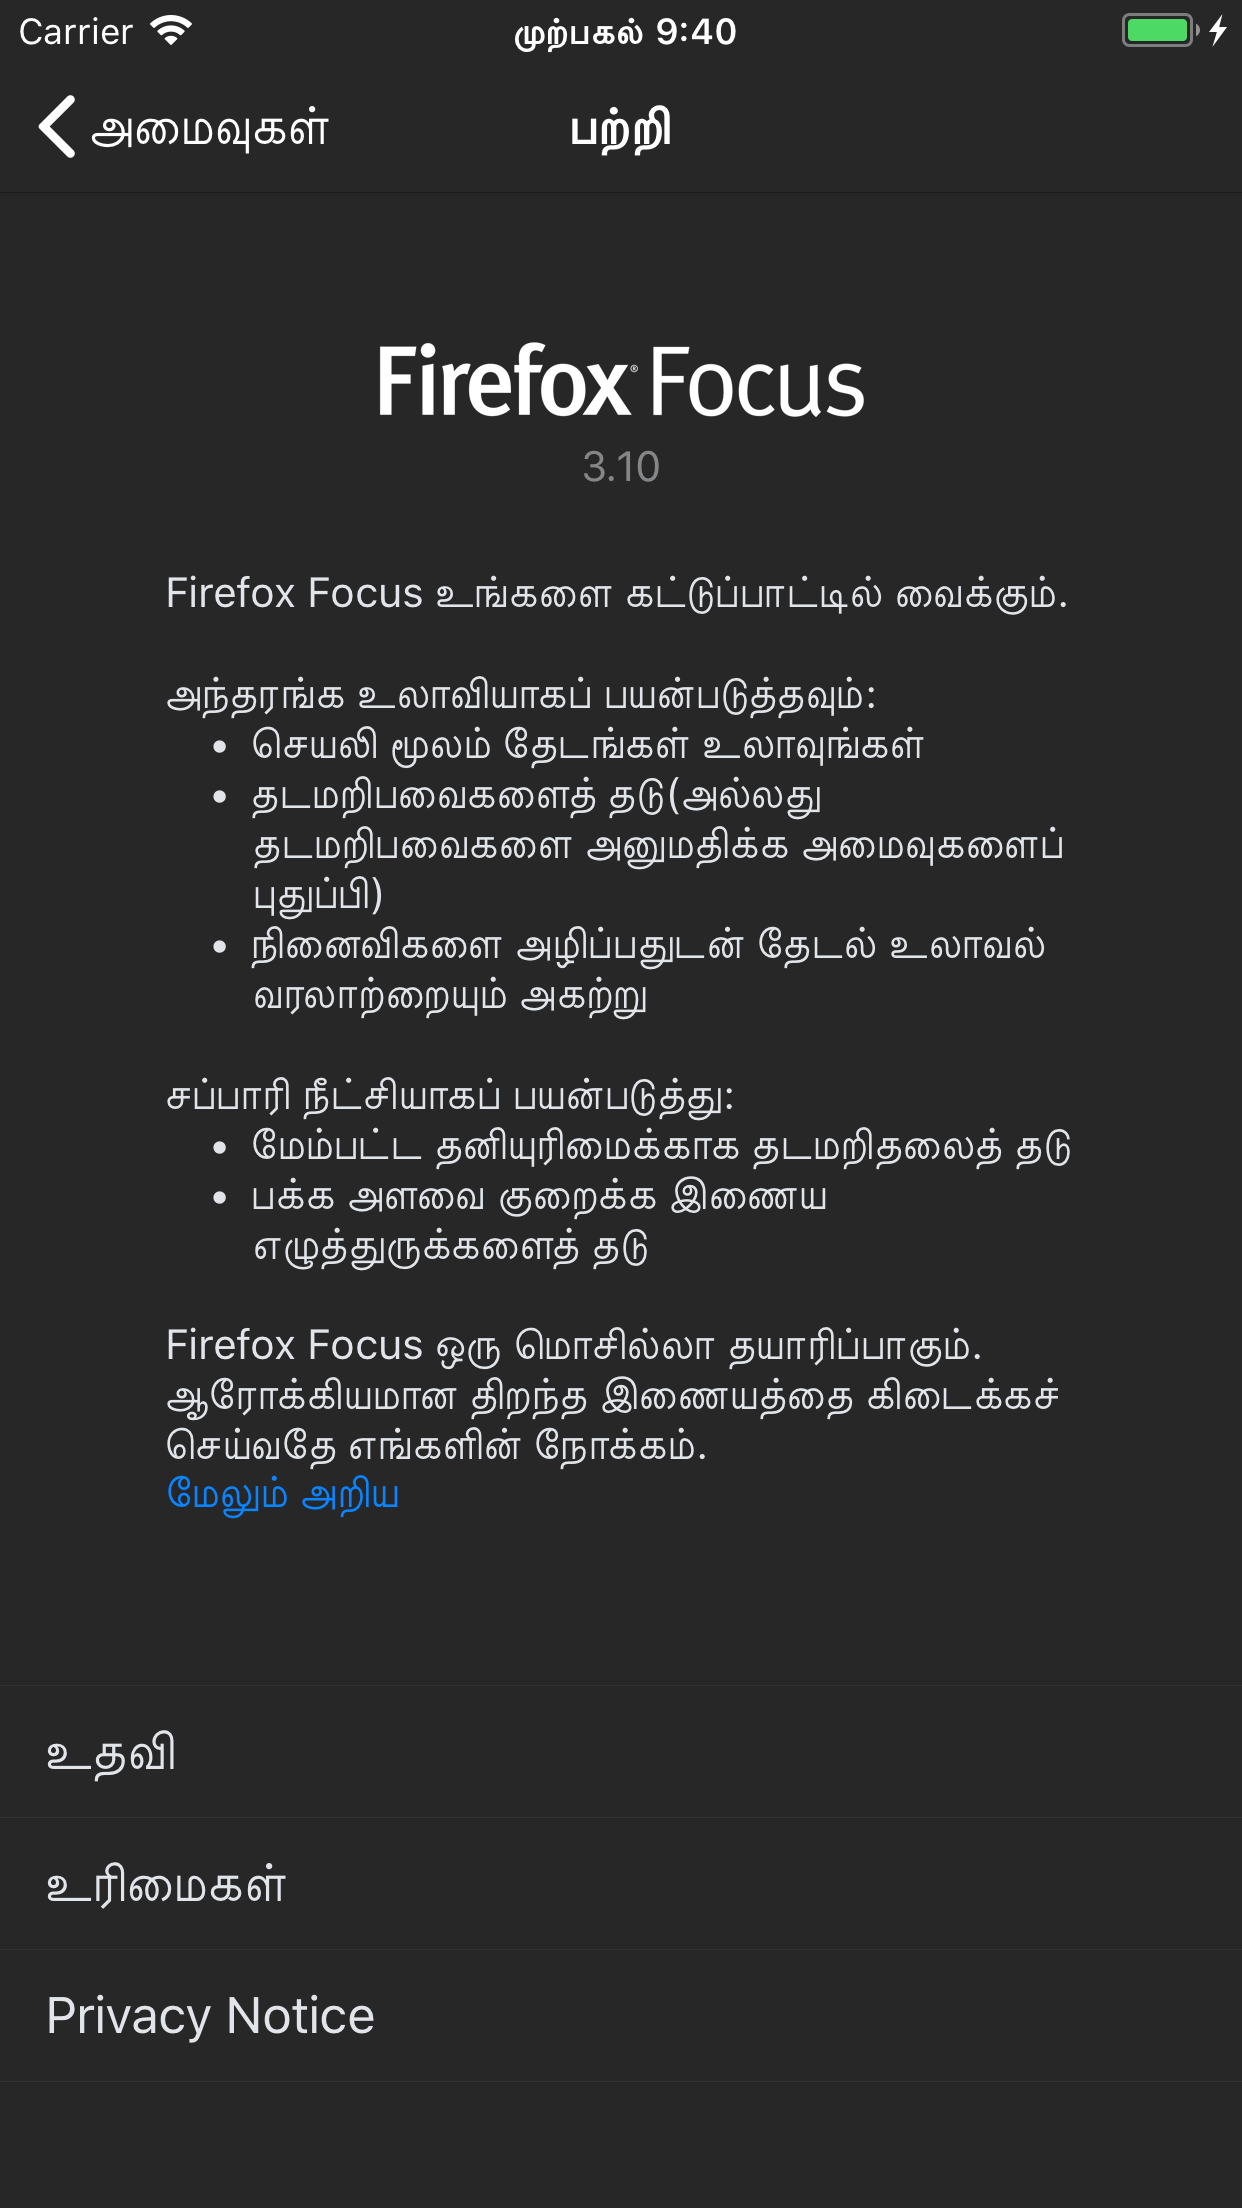 Carrier முற்பகல் 9:40
அமைவுகள் பற்றி
Firefox® Focus
3.10
Firefox Focus உங்களை கட்டுப்பாட்டில் வைக்கும்.
அந்தரங்க உலாவியாகப் பயன்படுத்தவும்:
• செயலி மூலம் தேடங்கள் உலாவுங்கள்
• தடமறிபவைகளைத் தடு(அல்லது
தடமறிபவைகளை அனுமதிக்க அமைவுகளைப்
புதுப்பி)
• நினைவிகளை அழிப்பதுடன் தேடல் உலாவல்
வரலாற்றையும் அகற்று
சப்பாரி நீட்சியாகப் பயன்படுத்து:
• மேம்பட்ட தனியுரிமைக்காக தடமறிதலைத் தடு
• பக்க அளவை குறைக்க இணைய
எழுத்துருக்களைத் தடு
Firefox Focus ஒரு மொசில்லா தயாரிப்பாகும்.
ஆரோக்கியமான திறந்த இணையத்தை கிடைக்கச்
செய்வதே எங்களின் நோக்கம்.
மேலும் அறிய
உதவி
உரிமைகள்
Privacy Notice